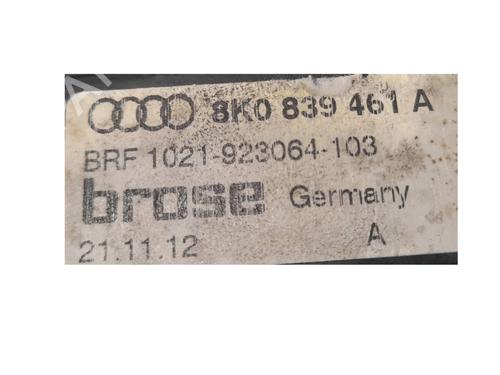 8K0 839 461 A
BRF 1021-923064-103
brose Germany
21.11.12 A